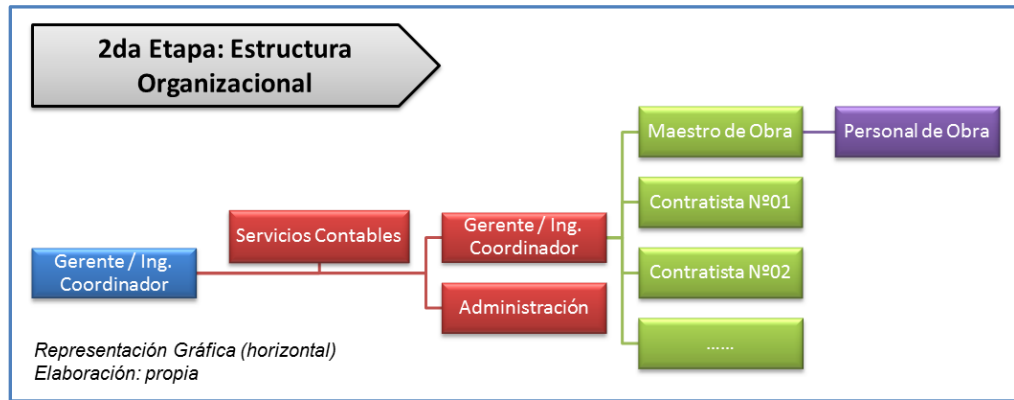 2da Etapa: Estructura
Organizacional
Maestro de Obra
Personal de Obra
Contratista Nº01
Servicios Contables
Gerente / Ing.
Coordinador
Gerente / Ing.
Coordinador
Contratista Nº02
Administración
......
Representación Gráfica (horizontal)
Elaboración: propia